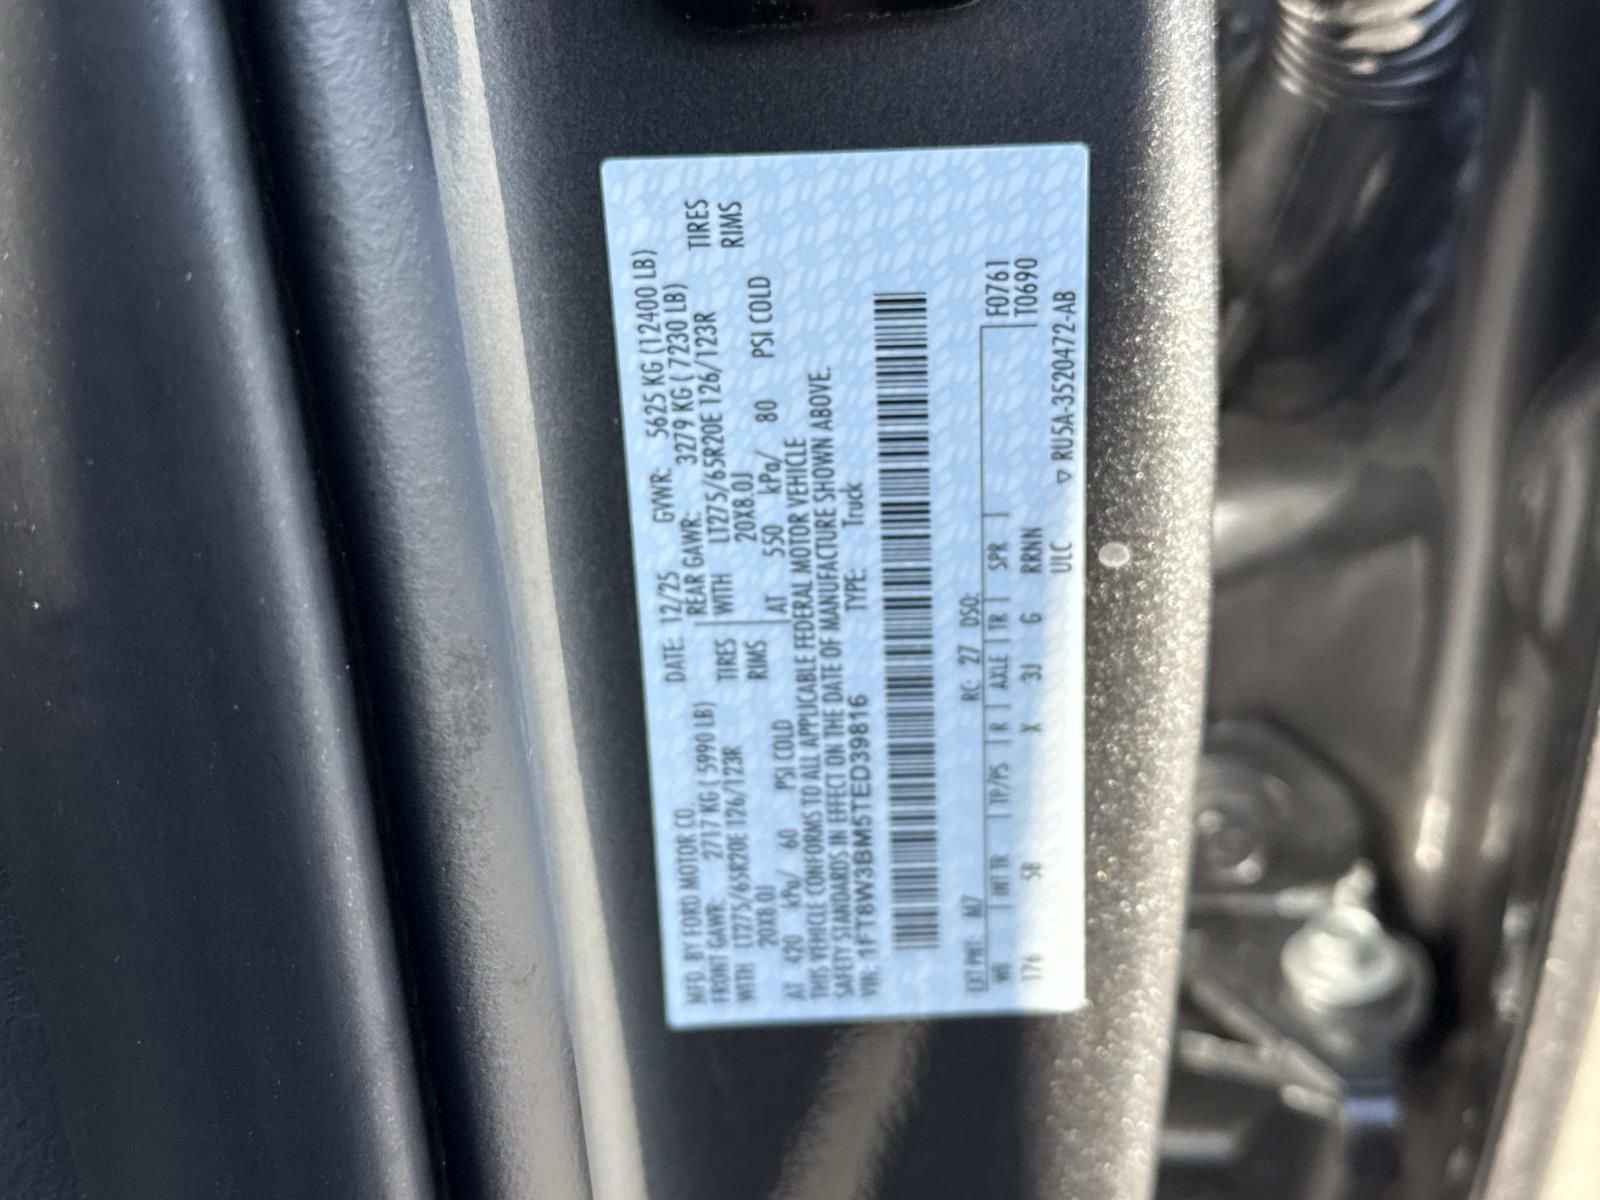 MFD. BY FORD MOTOR CO. DATE: 12/25 GVWR: 5625 KG (12400 LB)
FRONT GAWR: 2717 KG ( 5990 LB) REAR GAWR: 3279 KG ( 7230 LB)
WITH LT275/65R20E 126/123R TIRES WITH LT275/65R20E 126/123R TIRES
20X8.0J RIMS 20X8.0J RIMS
AT 420 kPa/ 60 PSI COLD AT 550 kPa/ 80 PSI COLD
THIS VEHICLE CONFORMS TO ALL APPLICABLE FEDERAL MOTOR VEHICLE
SAFETY STANDARDS IN EFFECT ON THE DATE OF MANUFACTURE SHOWN ABOVE.
VIN: 1FT8W3BM5TED39816 TYPE: Truck
EXT PNT: M7 RC: 27 DSO: F0761
WB INT TR TP/PS R AXLE TR SPR T0690
176 SB X 3J G RRNN
ULC ▽ RU5A-3520472-AB